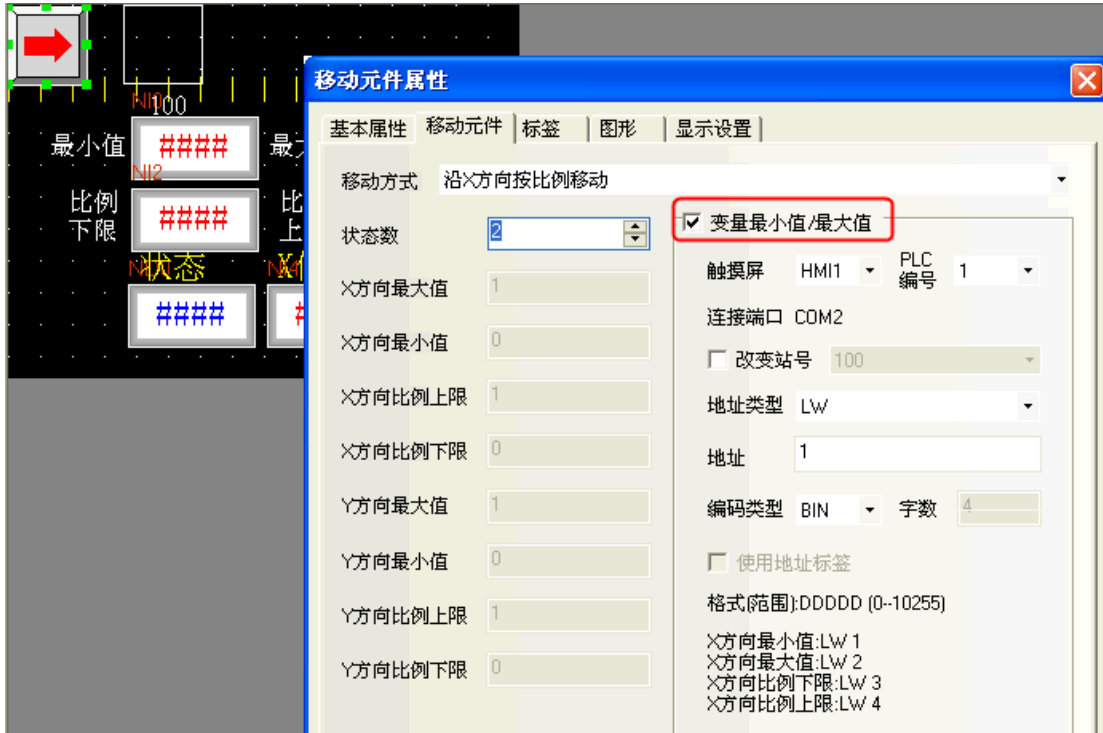 移动元件属性
基本属性 移动元件 标签 图形 显示设置
移动方式 沿X方向按比例移动
状态数 2
X方向最大值 1
X方向最小值 0
X方向比例上限 1
X方向比例下限 0
Y方向最大值 1
Y方向最小值 0
Y方向比例上限 1
Y方向比例下限 0
变量最小值/最大值
触摸屏 HMI1 PLC编号 1
连接端口 COM2
改变站号 100
地址类型 LW
地址 1
编码类型 BIN 字数 4
使用地址标签
格式(范围):DDDDD (0--10255)
X方向最小值:LW 1
X方向最大值:LW 2
X方向比例下限:LW 3
X方向比例上限:LW 4
100
最小值 ####
NI2
比例
下限 ####
状态
####